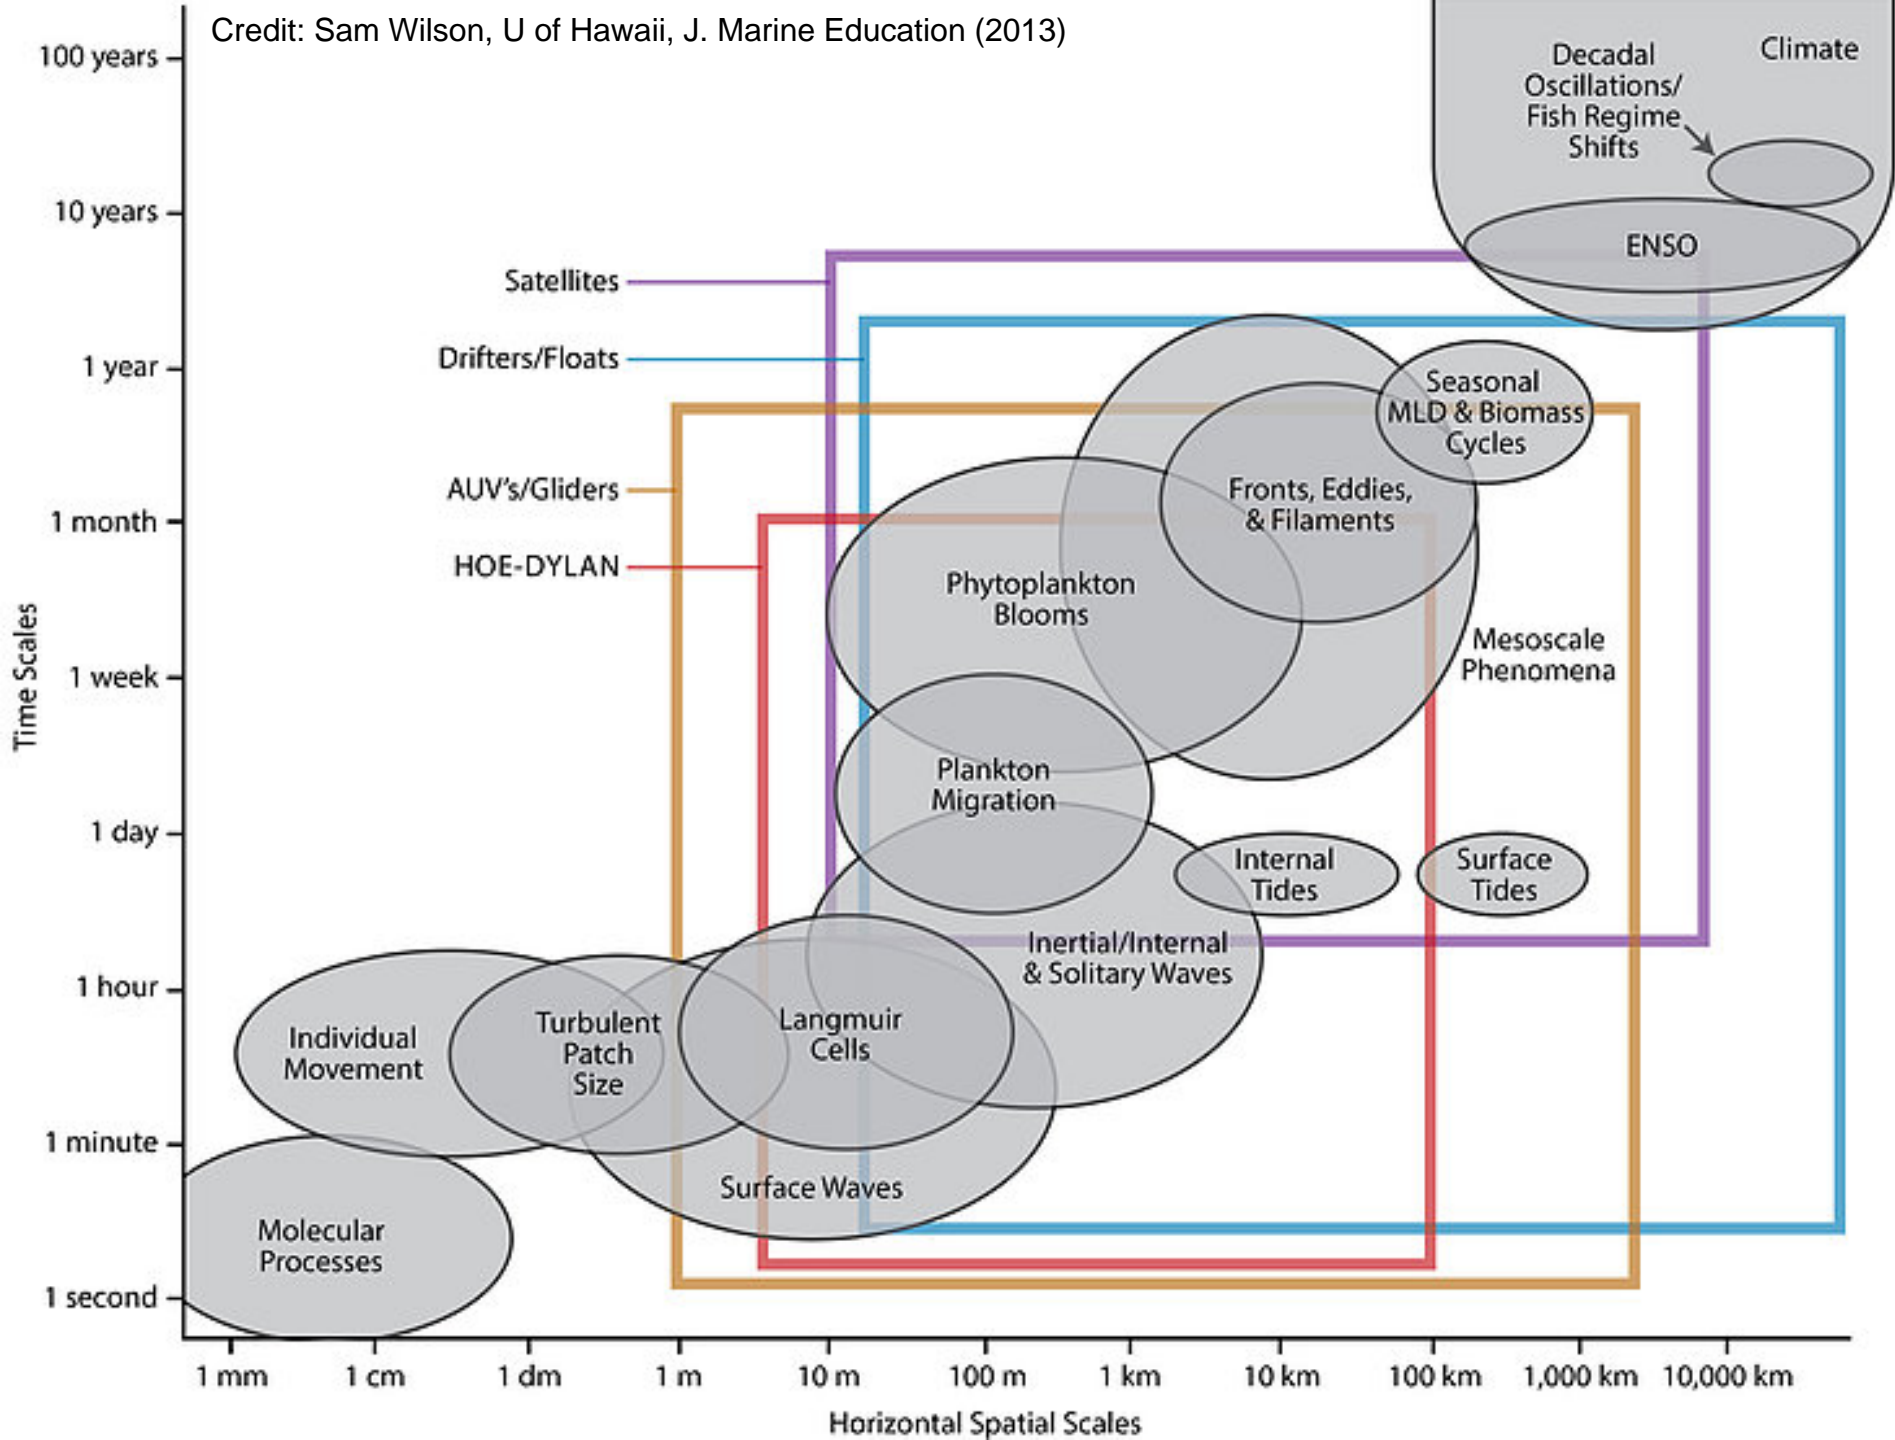 Credit: Sam Wilson, U of Hawaii, J. Marine Education (2013)
100 years
10 years
1 year
1 month
1 week
1 day
1 hour
1 minute
1 second
Time Scales
Satellites
Drifters/Floats
AUV's/Gliders
HOE-DYLAN
Decadal
Oscillations/
Fish Regime
Shifts
Climate
ENSO
Seasonal
MLD & Biomass
Cycles
Fronts, Eddies,
& Filaments
Phytoplankton
Blooms
Mesoscale
Phenomena
Plankton
Migration
Internal
Tides
Surface
Tides
Inertial/Internal
& Solitary Waves
Individual
Movement
Turbulent
Patch
Size
Langmuir
Cells
Surface Waves
Molecular
Processes
1 mm
1 cm
1 dm
1 m
10 m
100 m
1 km
10 km
100 km
1,000 km
10,000 km
Horizontal Spatial Scales